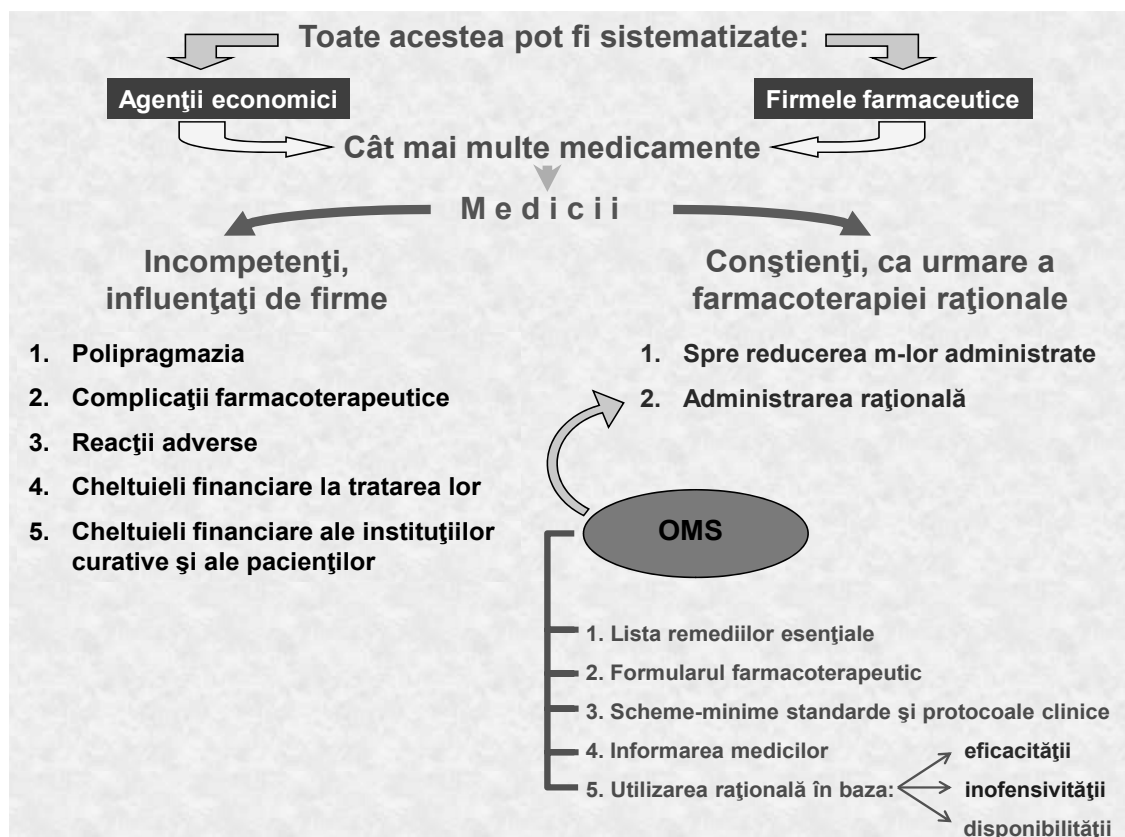 Toate acestea pot fi sistematizate:
Agenţii economici
Firmele farmaceutice
Cât mai multe medicamente
Medicii
Incompetenţi,
influenţaţi de firme
Conştienţi, ca urmare a
farmacoterapiei raţionale
1. Polipragmazia
2. Complicaţii farmacoterapeutice
3. Reacţii adverse
4. Cheltuieli financiare la tratarea lor
5. Cheltuieli financiare ale instituţiilor
curative şi ale pacienţilor
1. Spre reducerea m-lor administrate
2. Administrarea raţională
OMS
1. Lista remediilor esenţiale
2. Formularul farmacoterapeutic
3. Scheme-minime standarde şi protocoale clinice
4. Informarea medicilor
5. Utilizarea raţională în baza:
eficacităţii
inofensivităţii
disponibilităţii